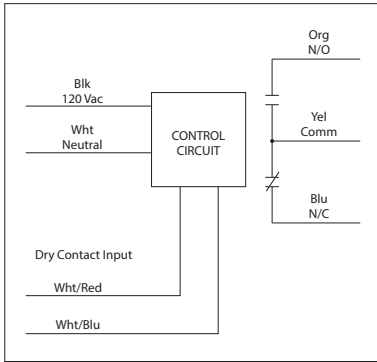 Org
N/O
Blk
120 Vac
Yel
Comm
Wht
Neutral
CONTROL
CIRCUIT
Blu
N/C
Dry Contact Input
Wht/Red
Wht/Blu